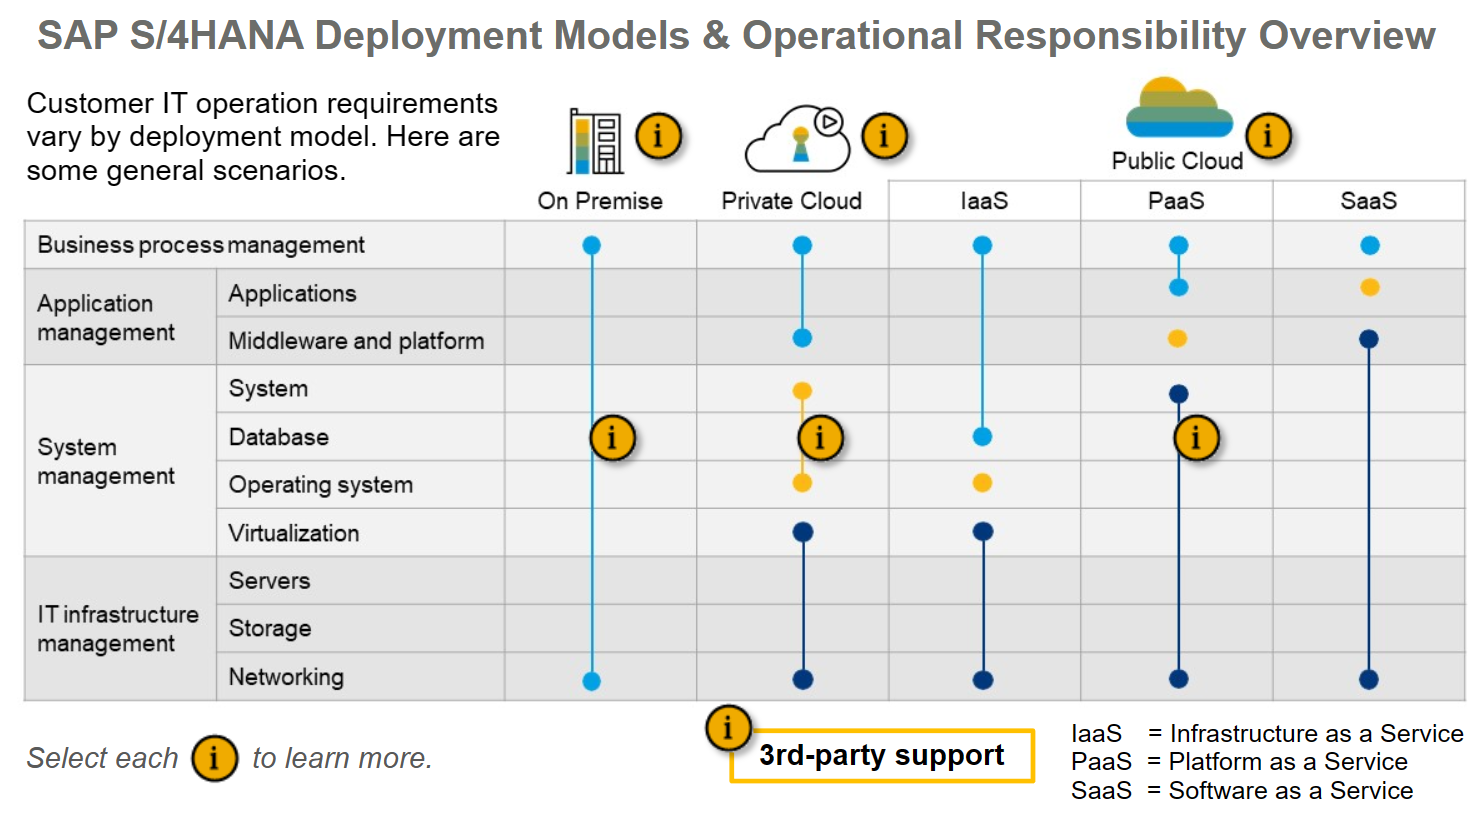 SAP S/4HANA Deployment Models & Operational Responsibility Overview
Customer IT operation requirements
vary by deployment model. Here are
some general scenarios.
i
i
i
Public Cloud
On Premise
Private Cloud
IaaS
PaaS
SaaS
Business process management
Application
management
Applications
Middleware and platform
System
management
System
Database
i
i
i
Operating system
Virtualization
IT infrastructure
management
Servers
Storage
Networking
Select each i to learn more.
i
3rd-party support
IaaS = Infrastructure as a Service
PaaS = Platform as a Service
SaaS = Software as a Service